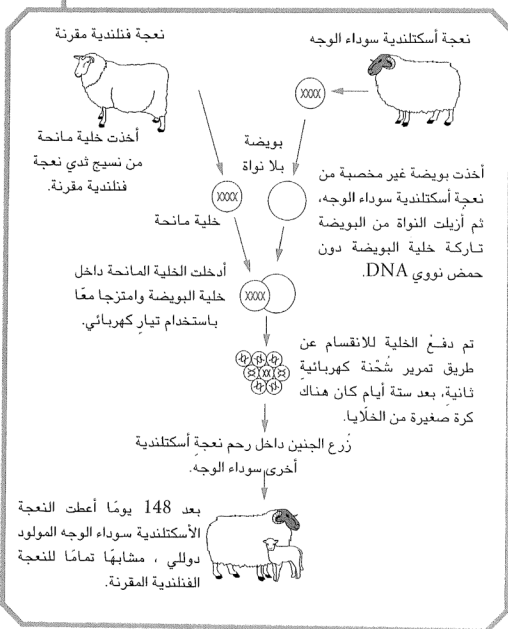 نعجة أسكتلندية سوداء الوجه
نعجة فنلندية مقرنة
أخذت خلية مانحة
من نسيج ثدي نعجة
فنلندية مقرنة.
بويضة
بلا نواة
أخذت بويضة غير مخصبة من
نعجة أسكتلندية سوداء الوجه،
ثم أزيلت النواة من البويضة
تاركة خلية البويضة دون
حمض نووي DNA.
خلية مانحة
أدخلت الخلية المانحة داخل
خلية البويضة وامتزجا معًا
باستخدام تيارٍ كهربائي.
تم دفعُ الخلية للانقسام عن
طريق تمرير شُحْنة كهربائيةٍ
ثانيةٍ، بعد ستة أيام كان هناك
كرة صغيرة من الخلايا.
زُرع الجنين داخل رحم نعجةٍ أسكتلندية
أخرى سوداء الوجه.
بعد 148 يومًا أعطت النعجة
الأسكتلندية سوداء الوجه المولود
دوللي ، مشابهًا تمامًا للنعجة
الفنلندية المقرنة.